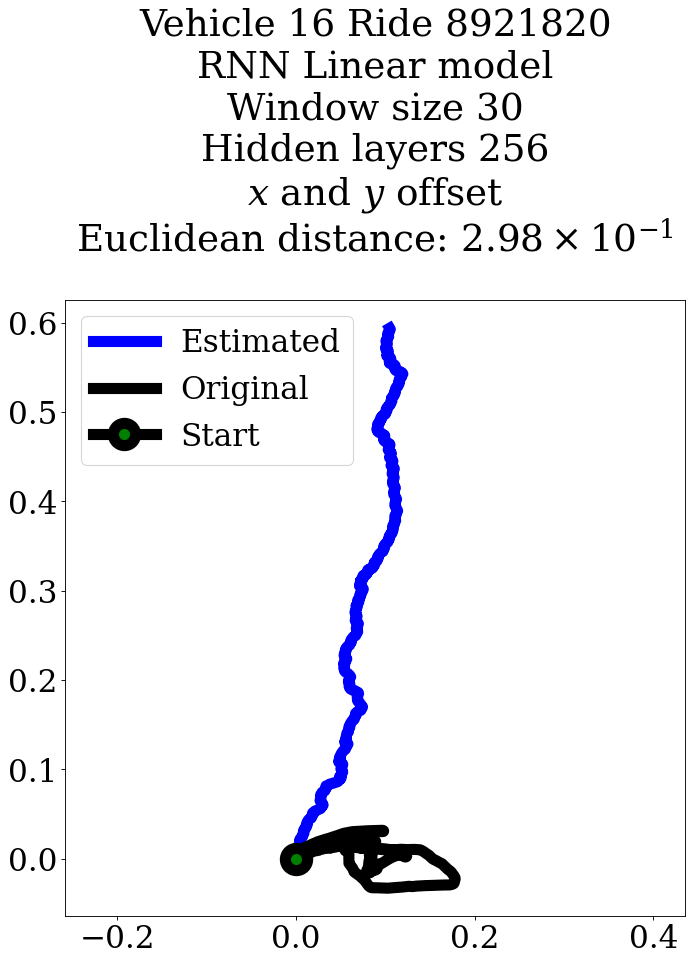 Vehicle 16 Ride 8921820
RNN Linear model
Window size 30
Hidden layers 256
x and y offset
Euclidean distance: 2.98 × 10⁻¹
Estimated
Original
Start
0.6
0.5
0.4
0.3
0.2
0.1
0.0
−0.2 0.0 0.2 0.4